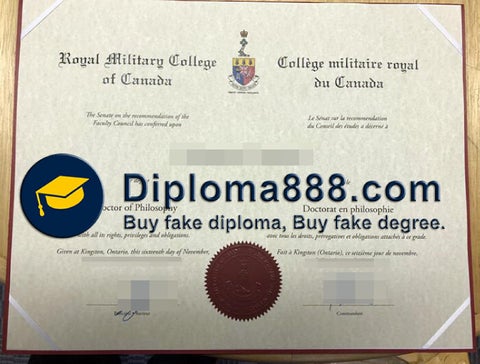 Royal Military College
of Canada
Collège militaire royal
du Canada
The Senate on the recommendation of the
Faculty Council has conferred upon
Le Sénat sur la recommandation
du Conseil des études a décerné à
Diploma888.com
Doctor of Philosophy
Doctorat en philosophie
Buy fake diploma, Buy fake degree.
with all its rights, privileges and obligations.
avec tous les droits, prérogatives et obligations attachés à ce grade.
Given at Kingston, Ontario, this sixteenth day of November,
Fait à Kingston (Ontario), ce seizième jour de novembre,
Commandant